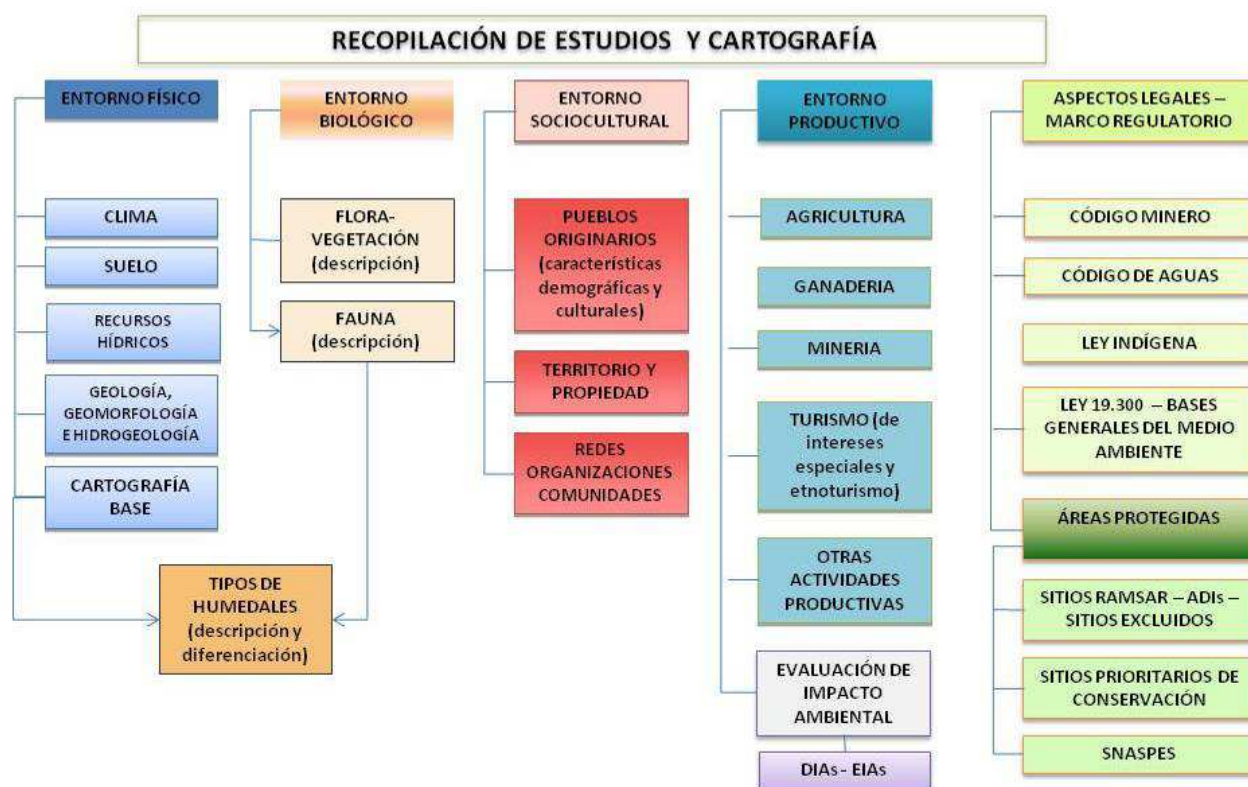 RECOPILACIÓN DE ESTUDIOS Y CARTOGRAFÍA
ENTORNO FÍSICO
CLIMA
SUELO
RECURSOS
HÍDRICOS
GEOLOGÍA,
GEOMORFOLOGÍA
E HIDROGEOLOGÍA
CARTOGRAFÍA
BASE
ENTORNO
BIOLÓGICO
FLORA-
VEGETACIÓN
(descripción)
FAUNA
(descripción)
TIPOS DE
HUMEDALES
(descripción y
diferenciación)
ENTORNO
SOCIOCULTURAL
PUEBLOS
ORIGINARIOS
(características
demográficas y
culturales)
TERRITORIO Y
PROPIEDAD
REDES
ORGANIZACIONES
COMUNIDADES
ENTORNO
PRODUCTIVO
AGRICULTURA
GANADERIA
MINERIA
TURISMO (de
intereses
especiales y
etnoturismo)
OTRAS
ACTIVIDADES
PRODUCTIVAS
EVALUACIÓN DE
IMPACTO
AMBIENTAL
DIAs - EIAs
ASPECTOS LEGALES –
MARCO REGULATORIO
CÓDIGO MINERO
CÓDIGO DE AGUAS
LEY INDÍGENA
LEY 19.300 – BASES
GENERALES DEL MEDIO
AMBIENTE
ÁREAS PROTEGIDAS
SITIOS RAMSAR – ADIs –
SITIOS EXCLUIDOS
SITIOS PRIORITARIOS DE
CONSERVACIÓN
SNASPES